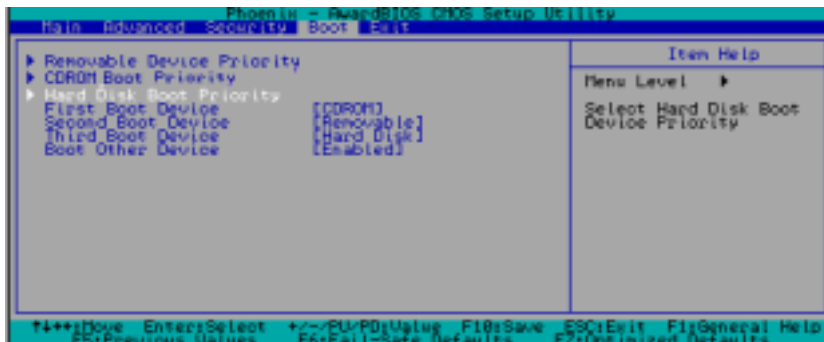 Phoenix - AwardBIOS CMOS Setup Utility
Main Advanced Security Boot Exit
Removable Device Priority
CDROM Boot Priority
Hard Disk Boot Priority
First Boot Device [CDROM]
Second Boot Device [Removable]
Third Boot Device [Hard Disk]
Boot Other Device [Enabled]
Item Help
Menu Level
Select Hard Disk Boot
Device Priority
↑↓↔:Move Enter:Select +/-/PU/PD:Value F10:Save ESC:Exit F1:General Help
F5:Previous Values F6:Fail-Safe Defaults F7:Optimized Defaults